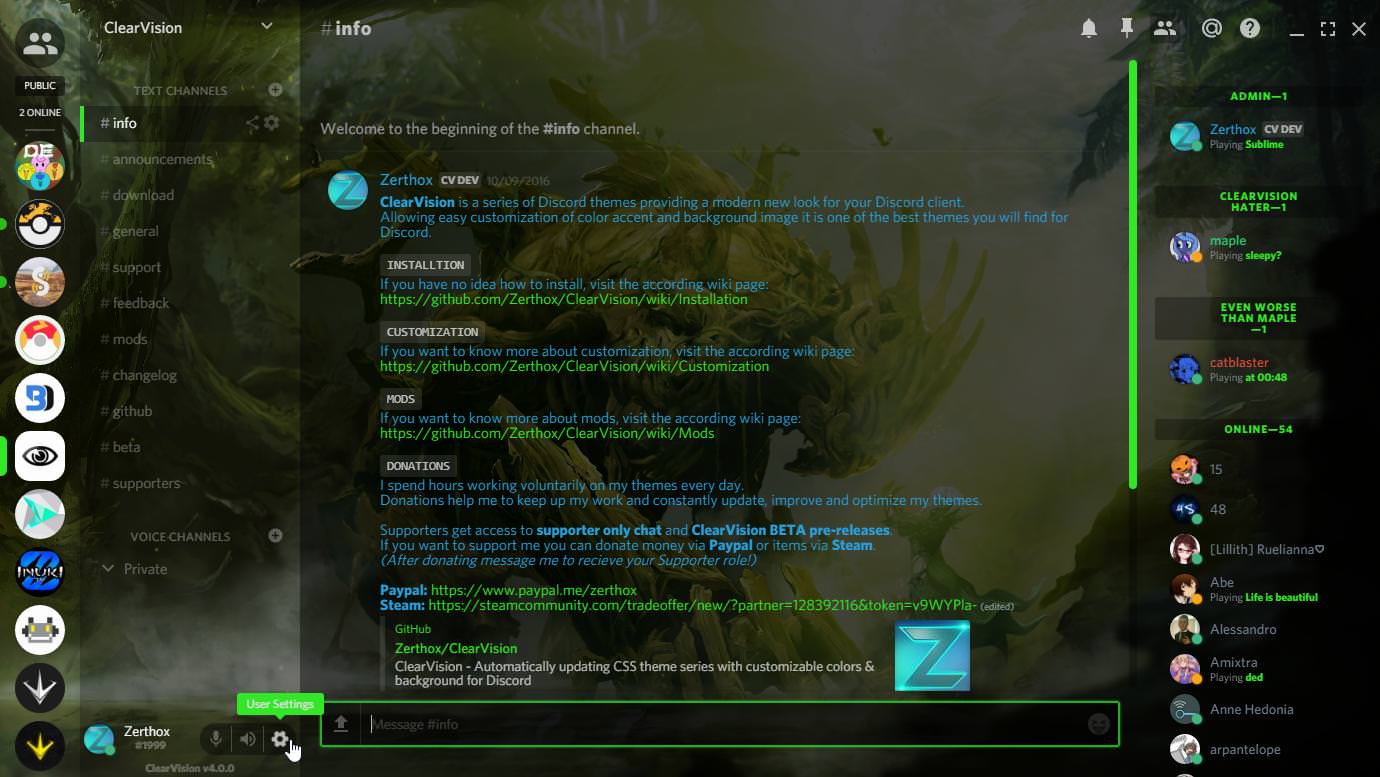 ClearVision
#info
PUBLIC
2 ONLINE
TEXT CHANNELS
# info
# announcements
# download
# general
# support
# feedback
# mods
# changelog
# github
# beta
# supporters
VOICE CHANNELS
Private
User Settings
Zerthox
#1999
ClearVision v4.0.0
Welcome to the beginning of the #info channel.
Zerthox CV DEV 10/09/2016
ClearVision is a series of Discord themes providing a modern new look for your Discord client.
Allowing easy customization of color accent and background image it is one of the best themes you will find for
Discord.
INSTALLTION
If you have no idea how to install, visit the according wiki page:
https://github.com/Zerthox/ClearVision/wiki/Installation
CUSTOMIZATION
If you want to know more about customization, visit the according wiki page:
https://github.com/Zerthox/ClearVision/wiki/Customization
MODS
If you want to know more about mods, visit the according wiki page:
https://github.com/Zerthox/ClearVision/wiki/Mods
DONATIONS
I spend hours working voluntarily on my themes every day.
Donations help me to keep up my work and constantly update, improve and optimize my themes.
Supporters get access to supporter only chat and ClearVision BETA pre-releases.
If you want to support me you can donate money via Paypal or items via Steam.
(After donating message me to recieve your Supporter role!)
Paypal: https://www.paypal.me/zerthox
Steam: https://steamcommunity.com/tradeoffer/new/?partner=128392116&token=v9WYPla- (edited)
GitHub
Zerthox/ClearVision
ClearVision - Automatically updating CSS theme series with customizable colors &
background for Discord
Message #info
ADMIN—1
Zerthox CV DEV
Playing Sublime
CLEARVISION
HATER—1
maple
Playing sleepy?
EVEN WORSE
THAN MAPLE
—1
catblaster
Playing at 00:48
ONLINE—54
15
48
[Lillith] Ruelianna♡
Abe
Playing Life is beautiful
Alessandro
Amixtra
Playing ded
Anne Hedonia
arpantelope